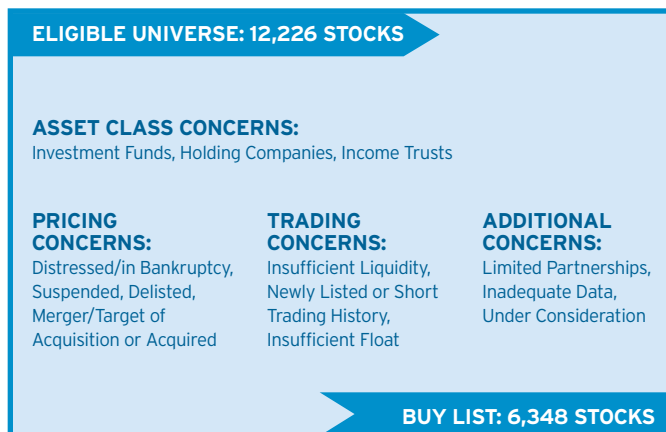 ELIGIBLE UNIVERSE: 12,226 STOCKS
ASSET CLASS CONCERNS:
Investment Funds, Holding Companies, Income Trusts
PRICING
CONCERNS:
Distressed/in Bankruptcy,
Suspended, Delisted,
Merger/Target of
Acquisition or Acquired
TRADING
CONCERNS:
Insufficient Liquidity,
Newly Listed or Short
Trading History,
Insufficient Float
ADDITIONAL
CONCERNS:
Limited Partnerships,
Inadequate Data,
Under Consideration
BUY LIST: 6,348 STOCKS